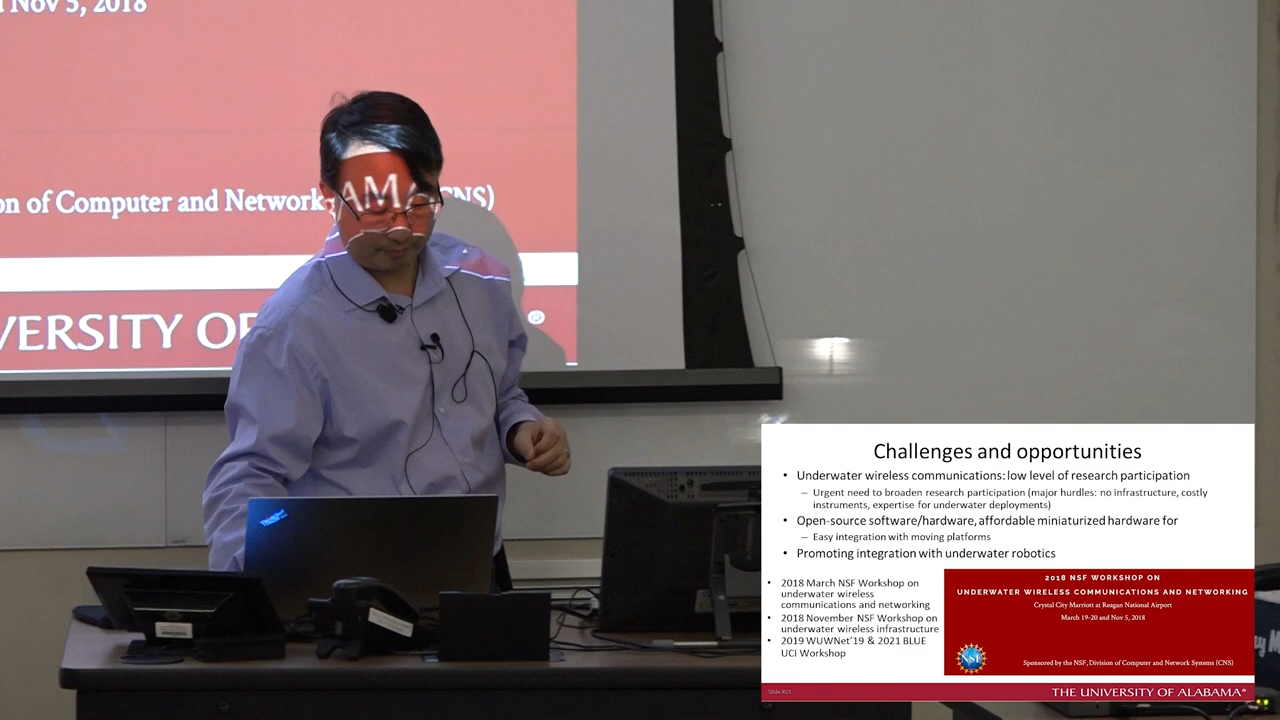 Nov 5, 2018
on of Computer and Network
CNS)
AMA
VERSITY OF
®
Challenges and opportunities
• Underwater wireless communications: low level of research participation
– Urgent need to broaden research participation (major hurdles: no infrastructure, costly
instruments, expertise for underwater deployments)
• Open-source software/hardware, affordable miniaturized hardware for
– Easy integration with moving platforms
• Promoting integration with underwater robotics
• 2018 March NSF Workshop on
underwater wireless
communications and networking
• 2018 November NSF Workshop on
underwater wireless infrastructure
• 2019 WUWNet'19 & 2021 BLUE
UCI Workshop
2018 NSF WORKSHOP ON
UNDERWATER WIRELESS COMMUNICATIONS AND NETWORKING
Crystal City Marriott at Reagan National Airport
March 19-20 and Nov 5, 2018
NSF
Sponsored by the NSF, Division of Computer and Network Systems (CNS)
Slide #25
THE UNIVERSITY OF ALABAMA®